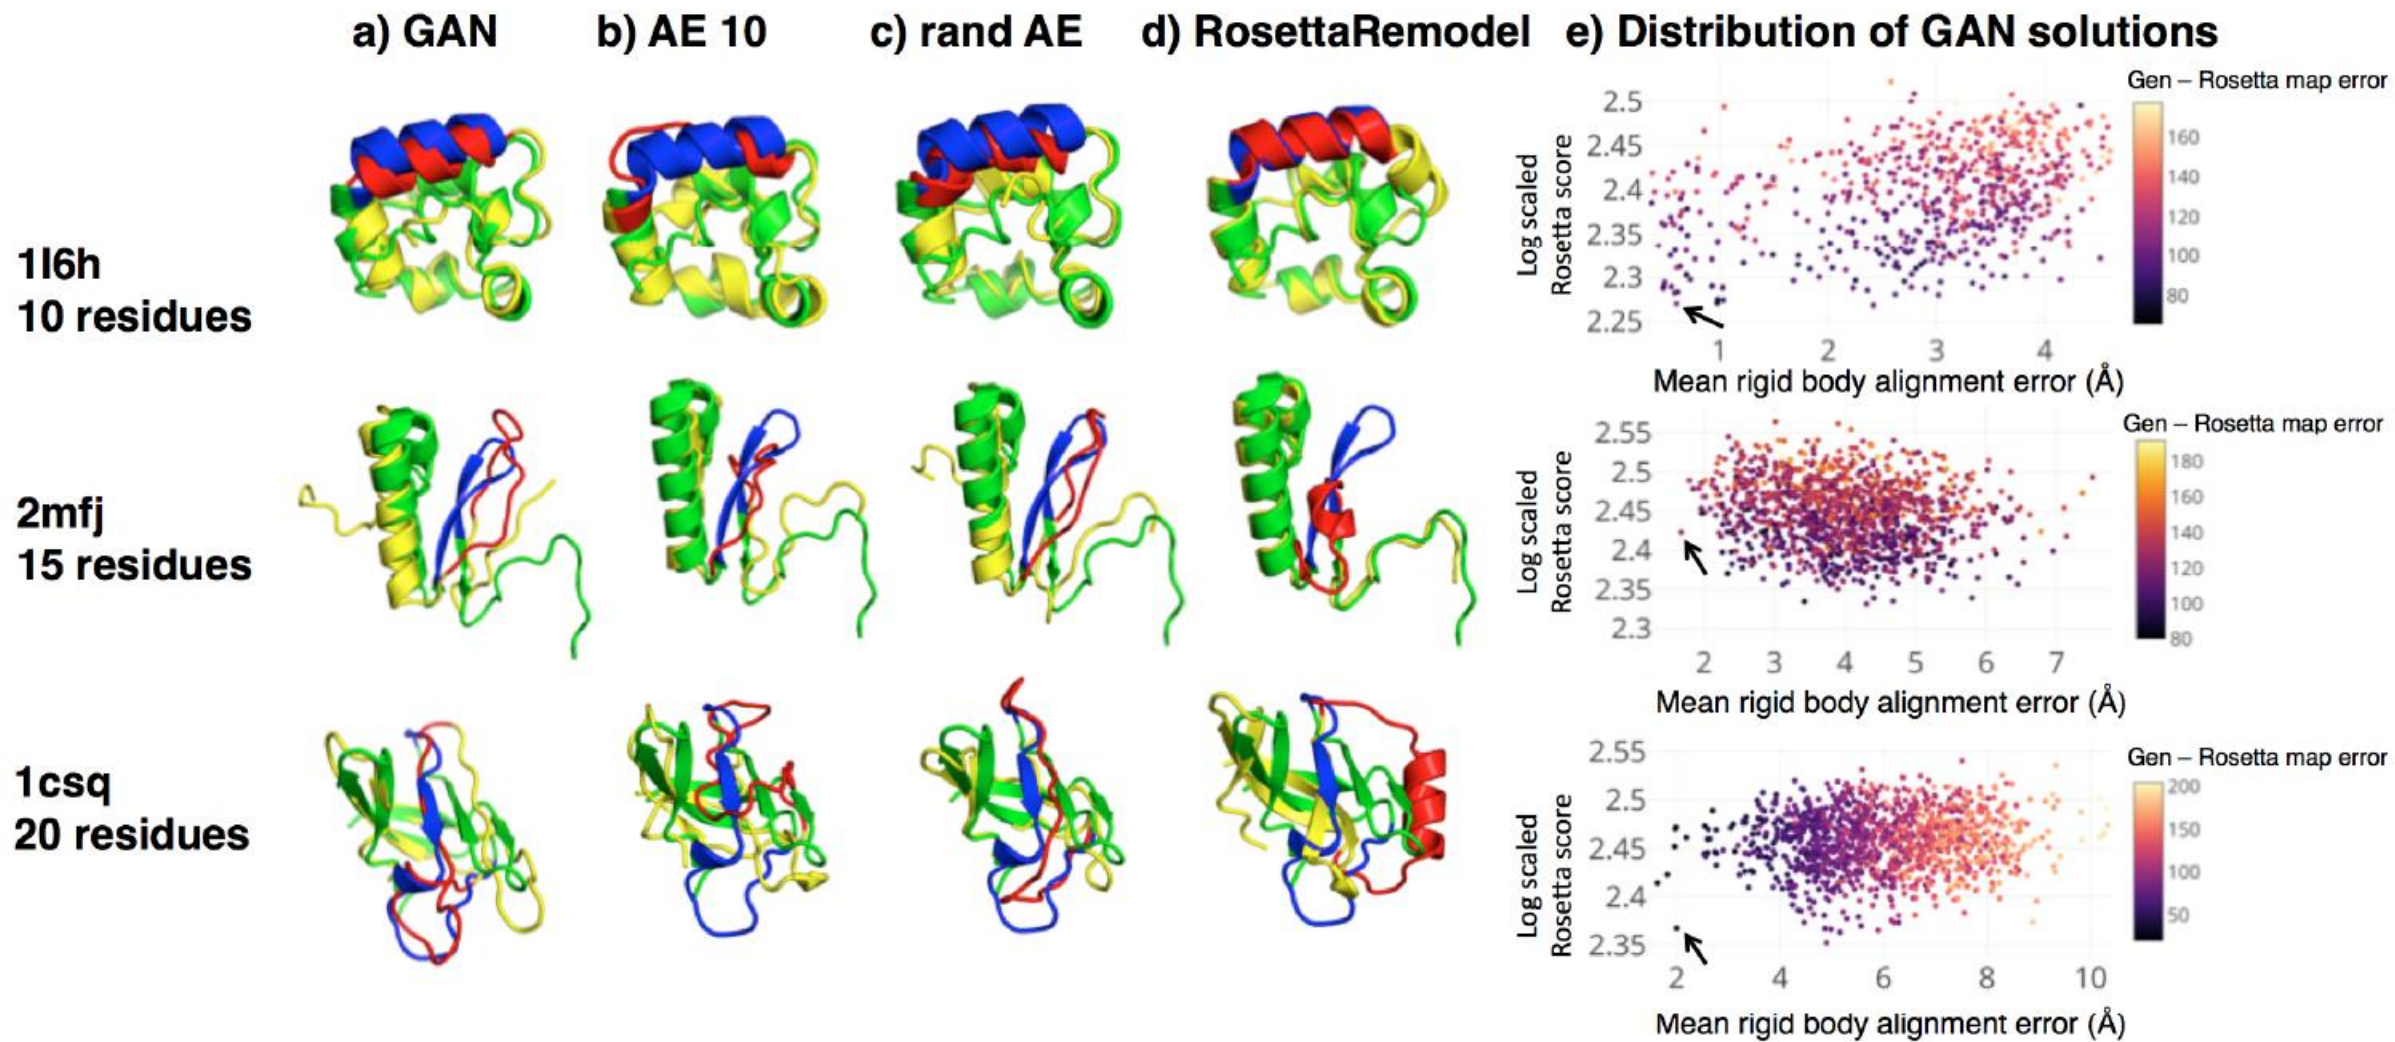 a) GAN
b) AE 10
c) rand AE
d) RosettaRemodel
e) Distribution of GAN solutions
1l6h
10 residues
Gen – Rosetta map error
Log scaled
Rosetta score
2.5
2.45
2.4
2.35
2.3
2.25
1 2 3 4
Mean rigid body alignment error (Å)
160
140
120
100
80
2mfj
15 residues
Gen – Rosetta map error
Log scaled
Rosetta score
2.55
2.5
2.45
2.4
2.35
2.3
2 3 4 5 6 7
Mean rigid body alignment error (Å)
180
160
140
120
100
80
1csq
20 residues
Gen – Rosetta map error
Log scaled
Rosetta score
2.55
2.5
2.45
2.4
2.35
2 4 6 8 10
Mean rigid body alignment error (Å)
200
150
100
50